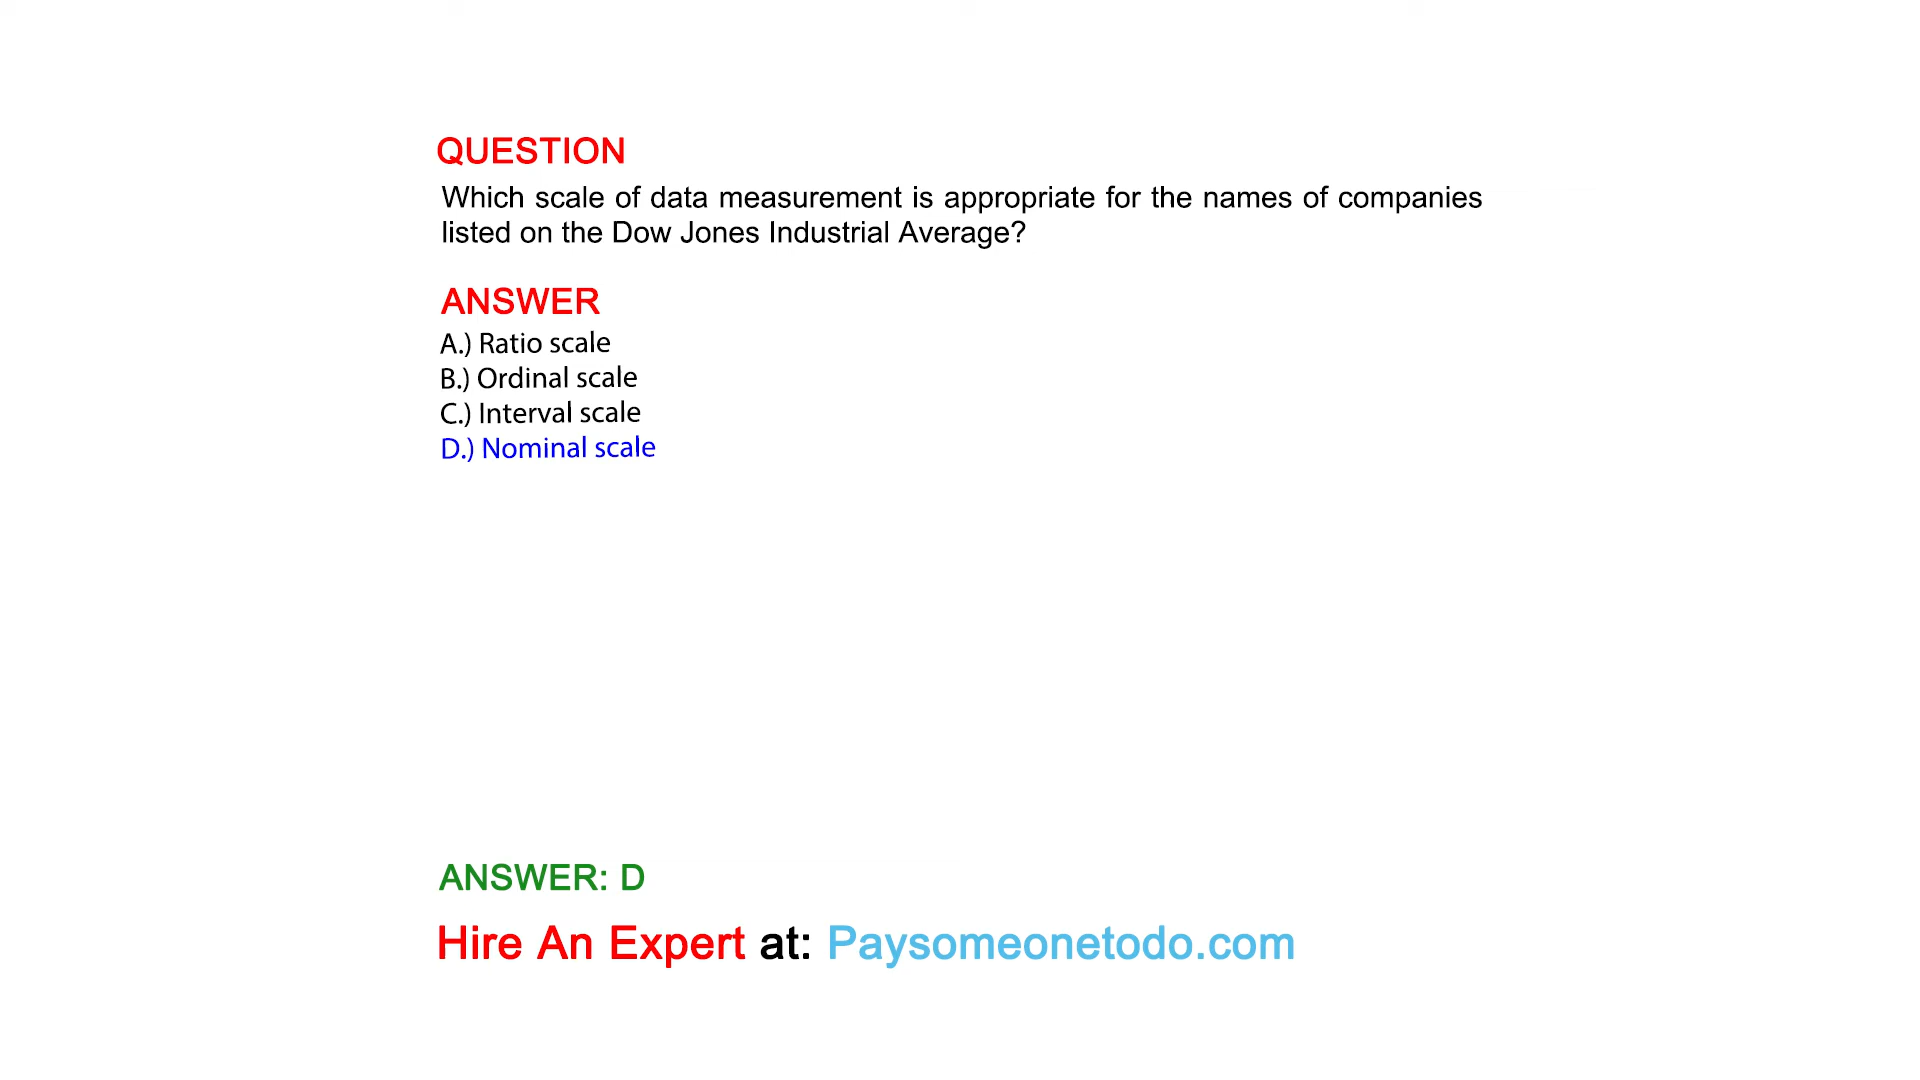 QUESTION
Which scale of data measurement is appropriate for the names of companies
listed on the Dow Jones Industrial Average?
ANSWER
A.) Ratio scale
B.) Ordinal scale
C.) Interval scale
D.) Nominal scale
ANSWER: D
Hire An Expert at: Paysomeonetodo.com